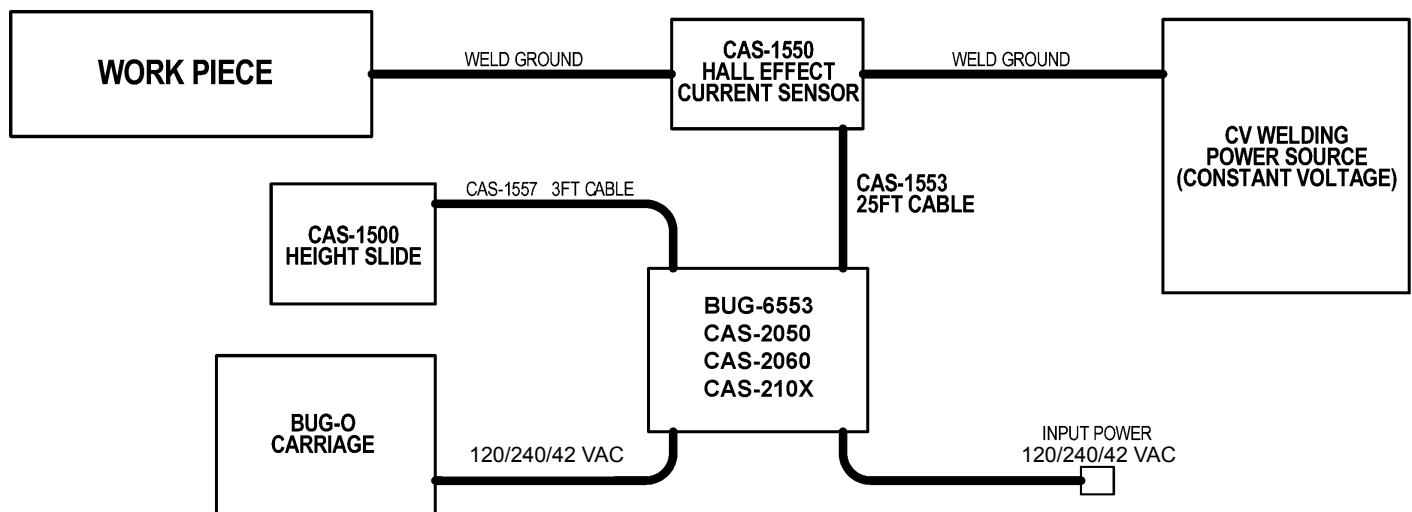 WORK PIECE
WELD GROUND
CAS-1550
HALL EFFECT
CURRENT SENSOR
WELD GROUND
CV WELDING
POWER SOURCE
(CONSTANT VOLTAGE)
CAS-1557 3FT CABLE
CAS-1553
25FT CABLE
CAS-1500
HEIGHT SLIDE
BUG-6553
CAS-2050
CAS-2060
CAS-210X
BUG-O
CARRIAGE
120/240/42 VAC
INPUT POWER
120/240/42 VAC